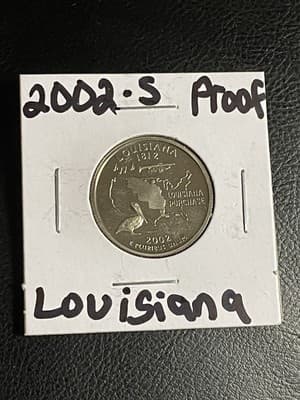 2002·S Proof
LOUISIANA
1812
LOUISIANA
PURCHASE
2002
E PLURIBUS UNUM
Louisiana